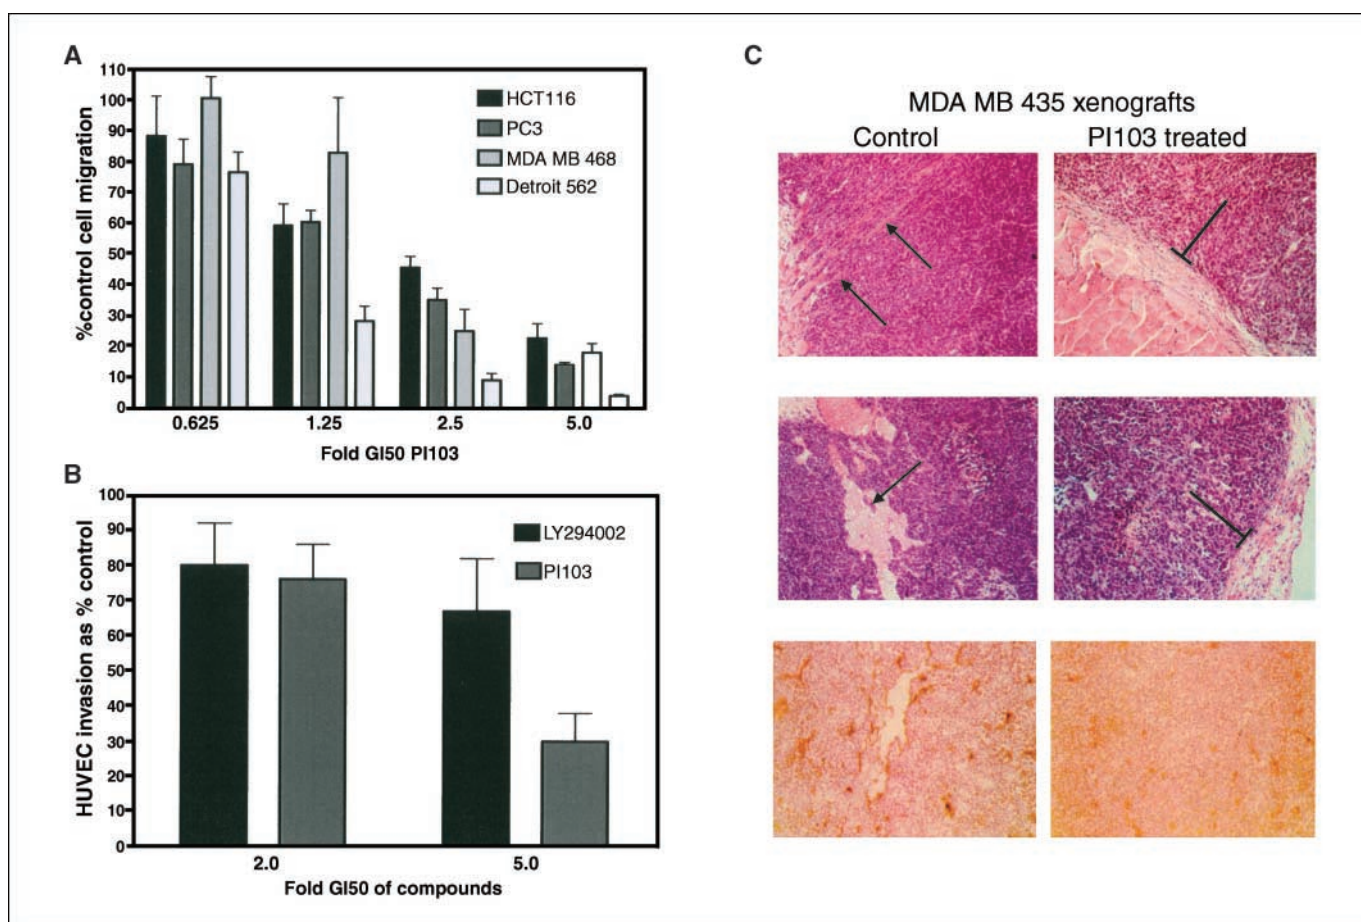 A
110
100
90
80
70
60
50
40
30
20
10
0
%control cell migration
HCT116
PC3
MDA MB 468
Detroit 562
0.625 1.25 2.5 5.0
Fold GI50 PI103
B
100
90
80
70
60
50
40
30
20
10
0
HUVEC invasion as % control
LY294002
PI103
2.0 5.0
Fold GI50 of compounds
C
MDA MB 435 xenografts
Control PI103 treated